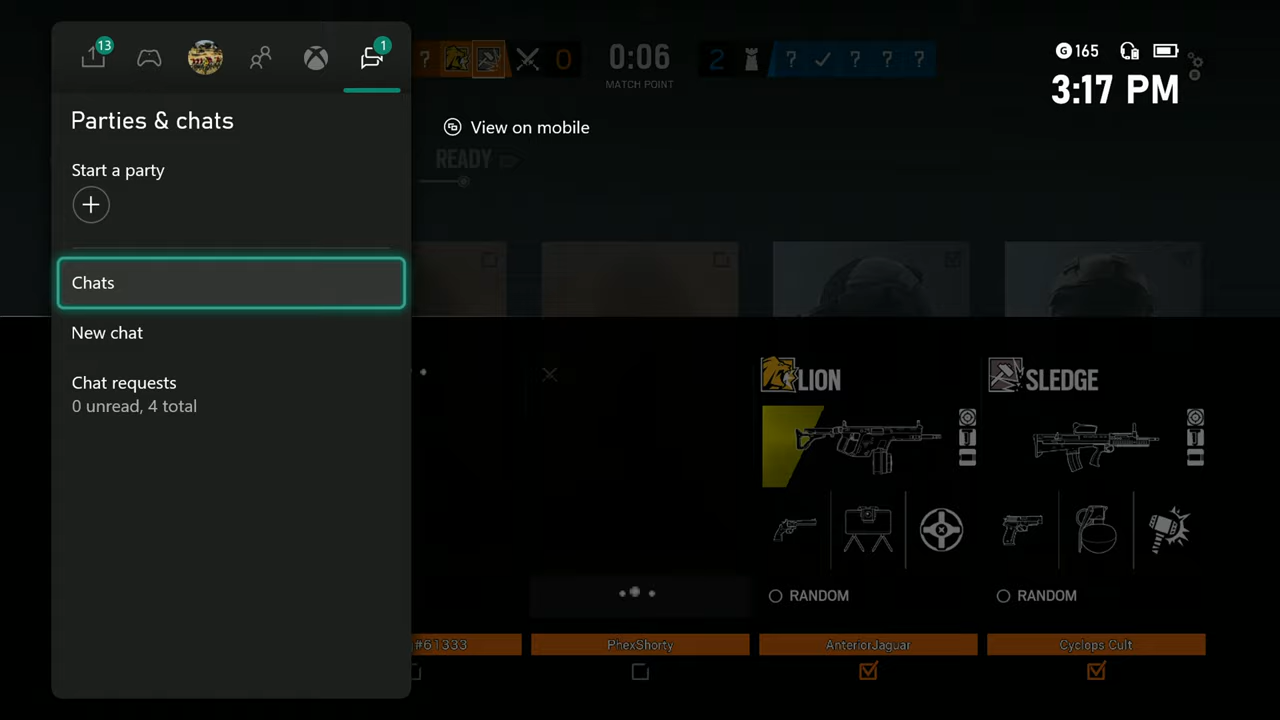 13
1
?
0
0:06
MATCH POINT
2
? ? ? ?
G 165
3:17 PM
Parties & chats
View on mobile
READY
Start a party
Chats
New chat
Chat requests
0 unread, 4 total
LION
SLEDGE
RANDOM
RANDOM
#61333
PhexShorty
AnteriorJaguar
Cyclops Cult